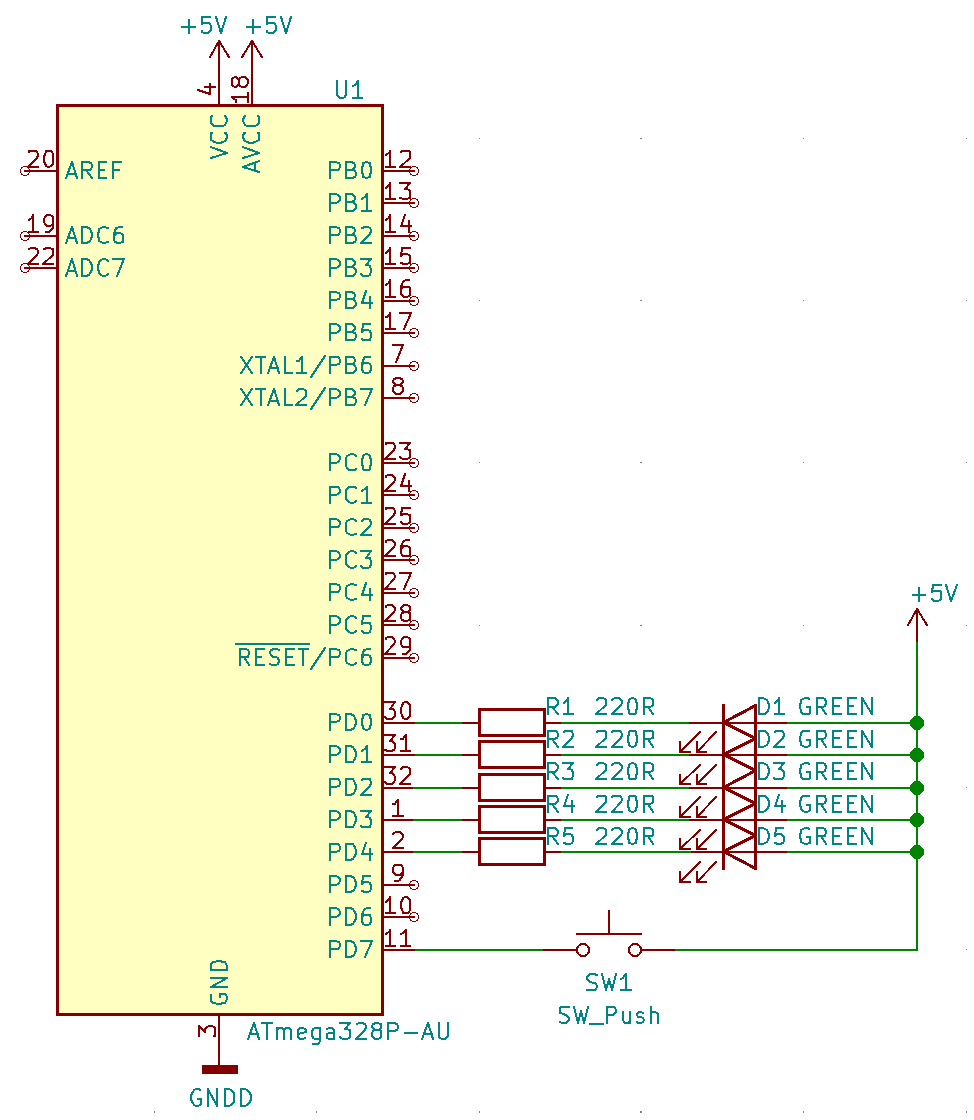 +5V +5V
4 18 U1
VCC AVCC
20 AREF PB0 12
PB1 13
19 ADC6 PB2 14
22 ADC7 PB3 15
PB4 16
PB5 17
XTAL1/PB6 7
XTAL2/PB7 8
PC0 23
PC1 24
PC2 25
PC3 26
PC4 27
PC5 28
+5V
RESET/PC6 29
PD0 30 R1 220R D1 GREEN
PD1 31 R2 220R D2 GREEN
PD2 32 R3 220R D3 GREEN
PD3 1 R4 220R D4 GREEN
PD4 2 R5 220R D5 GREEN
PD5 9
PD6 10
PD7 11
GND SW1
SW_Push
3 ATmega328P-AU
GNDD